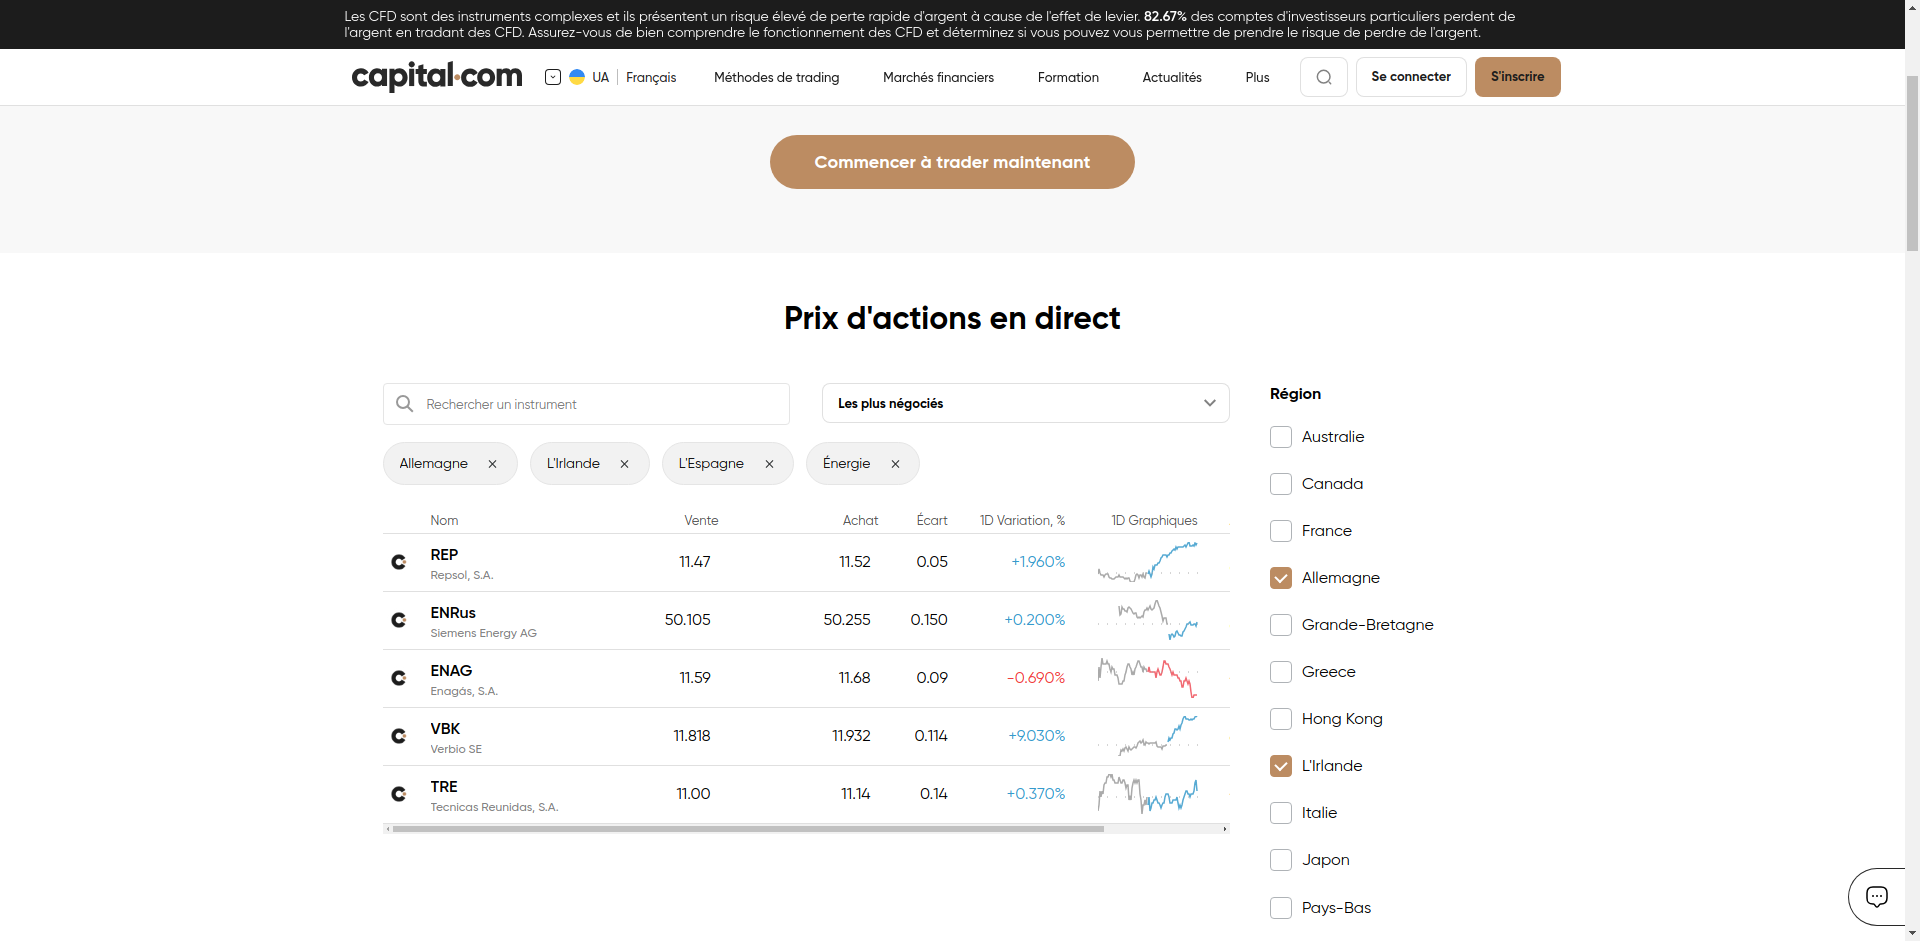 Les CFD sont des instruments complexes et ils présentent un risque élevé de perte rapide d'argent à cause de l'effet de levier. 82.67% des comptes d'investisseurs particuliers perdent de
l'argent en tradant des CFD. Assurez-vous de bien comprendre le fonctionnement des CFD et déterminez si vous pouvez vous permettre de prendre le risque de perdre de l'argent.
capital.com UA Français Méthodes de trading Marchés financiers Formation Actualités Plus Se connecter S'inscrire
Commencer à trader maintenant
Prix d'actions en direct
Rechercher un instrument
Les plus négociés
Allemagne L'Irlande L'Espagne Énergie
Nom Vente Achat Écart 1D Variation, % 1D Graphiques
REP 11.47 11.52 0.05 +1.960%
Repsol, S.A.
ENRus 50.105 50.255 0.150 +0.200%
Siemens Energy AG
ENAG 11.59 11.68 0.09 -0.690%
Enagás, S.A.
VBK 11.818 11.932 0.114 +9.030%
Verbio SE
TRE 11.00 11.14 0.14 +0.370%
Tecnicas Reunidas, S.A.
Région
Australie
Canada
France
Allemagne
Grande-Bretagne
Greece
Hong Kong
L'Irlande
Italie
Japon
Pays-Bas